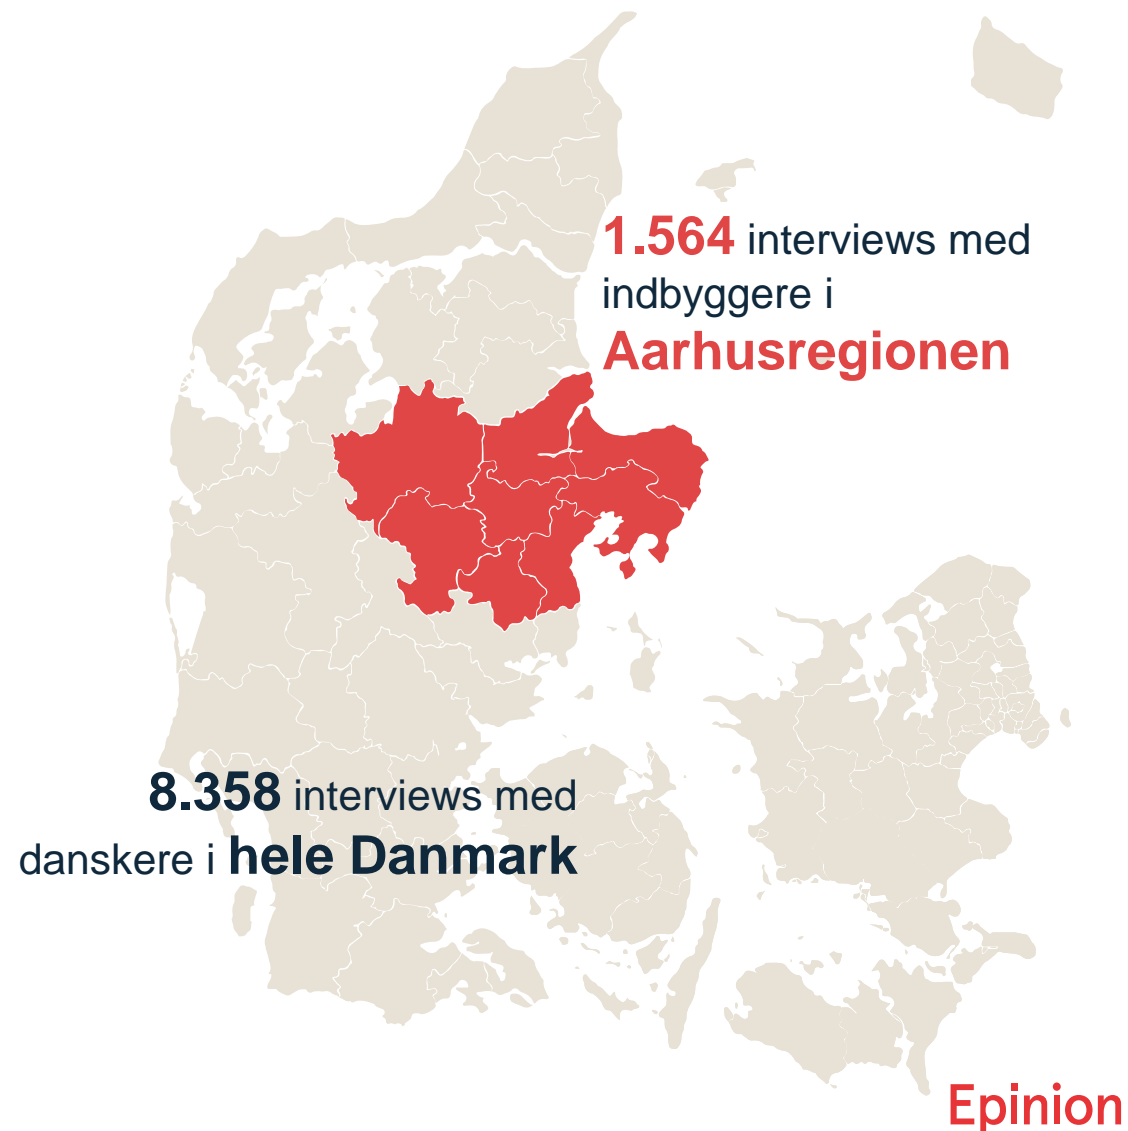 1.564 interviews med
indbyggere i
Aarhusregionen
8.358 interviews med
danskere i hele Danmark
Epinion